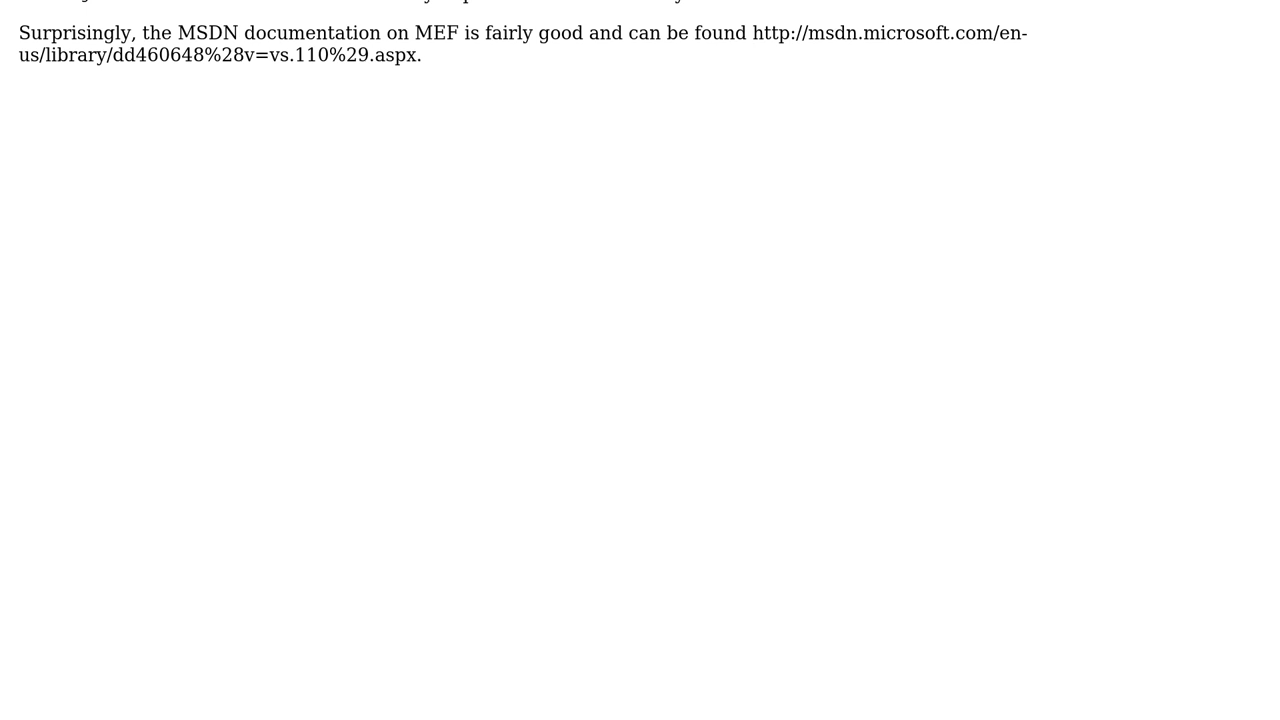 Surprisingly, the MSDN documentation on MEF is fairly good and can be found http://msdn.microsoft.com/en-
us/library/dd460648%28v=vs.110%29.aspx.